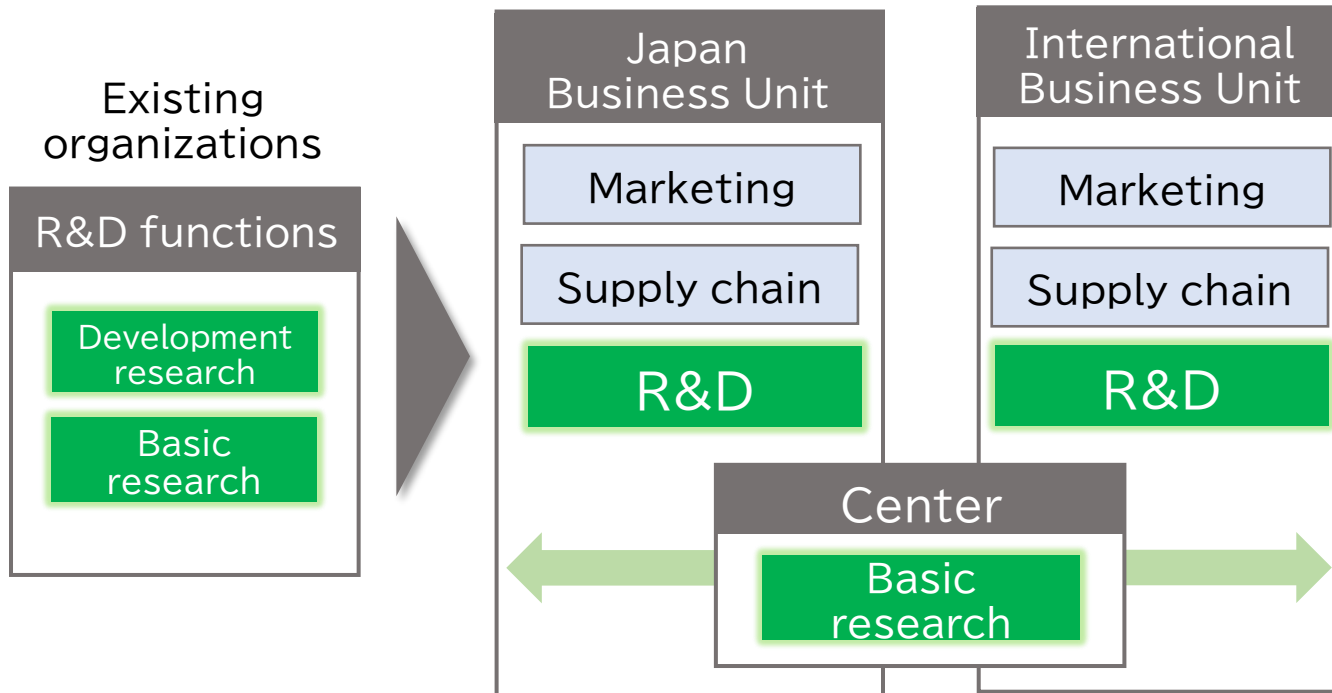 Existing
organizations
R&D functions
Development
research
Basic
research
Japan
Business Unit
Marketing
Supply chain
R&D
International
Business Unit
Marketing
Supply chain
R&D
Center
Basic
research